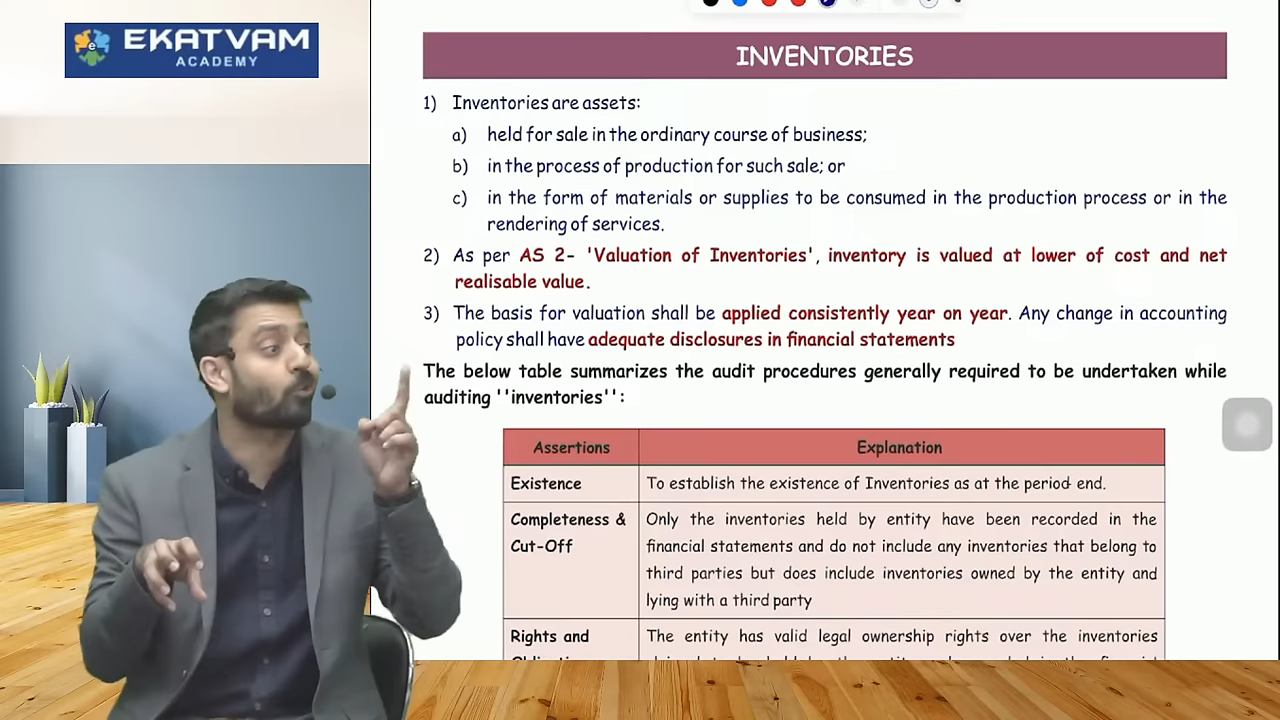 EKATVAM
ACADEMY
INVENTORIES
1) Inventories are assets:
a) held for sale in the ordinary course of business;
b) in the process of production for such sale; or
c) in the form of materials or supplies to be consumed in the production process or in the
rendering of services.
2) As per AS 2- 'Valuation of Inventories', inventory is valued at lower of cost and net
realisable value.
3) The basis for valuation shall be applied consistently year on year. Any change in accounting
policy shall have adequate disclosures in financial statements
The below table summarizes the audit procedures generally required to be undertaken while
auditing ''inventories'':
Assertions Explanation
Existence To establish the existence of Inventories as at the period end.
Completeness & Only the inventories held by entity have been recorded in the
Cut-Off financial statements and do not include any inventories that belong to
third parties but does include inventories owned by the entity and
lying with a third party
Rights and The entity has valid legal ownership rights over the inventories